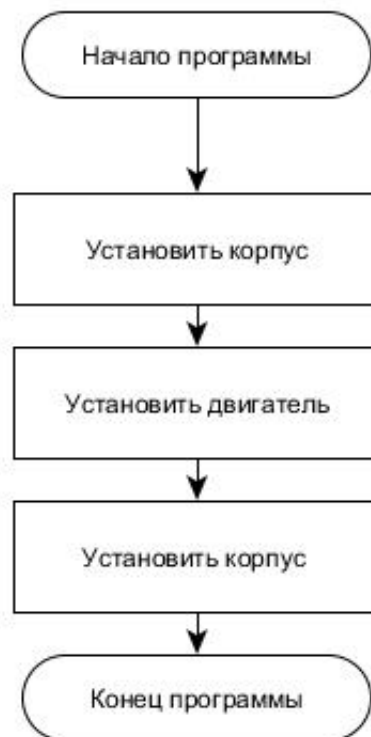 Начало программы
Установить корпус
Установить двигатель
Установить корпус
Конец программы